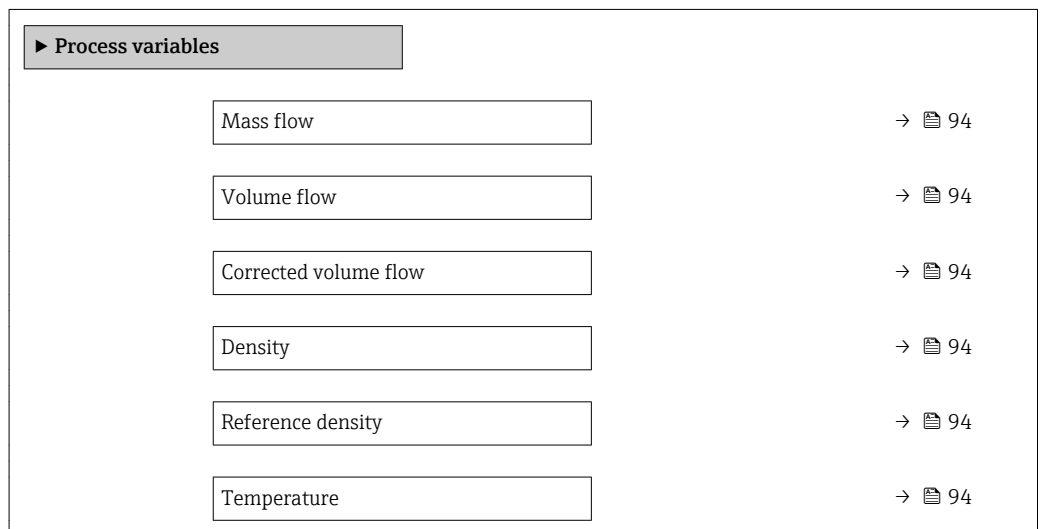 ▶ Process variables
Mass flow → 94
Volume flow → 94
Corrected volume flow → 94
Density → 94
Reference density → 94
Temperature → 94